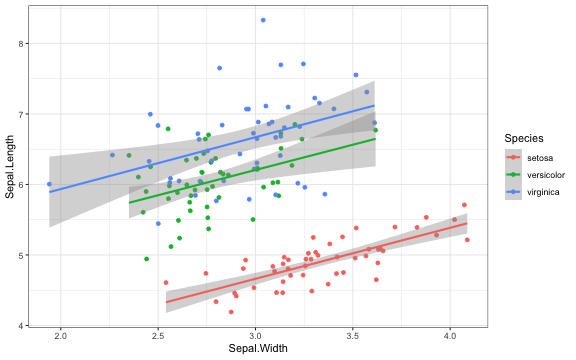 8
7
6
5
4
2.0 2.5 3.0 3.5 4.0
Sepal.Width
Sepal.Length
Species
setosa
versicolor
virginica